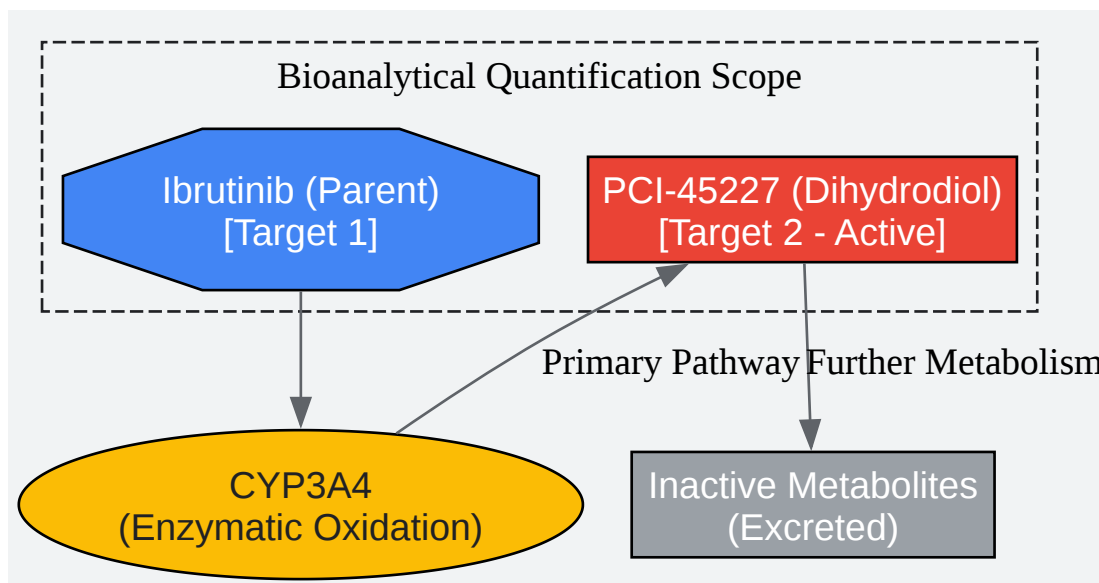 Bioanalytical Quantification Scope
Ibrutinib (Parent)
[Target 1]
PCI-45227 (Dihydrodiol)
[Target 2 - Active]
Primary Pathway
Further Metabolism
CYP3A4
(Enzymatic Oxidation)
Inactive Metabolites
(Excreted)